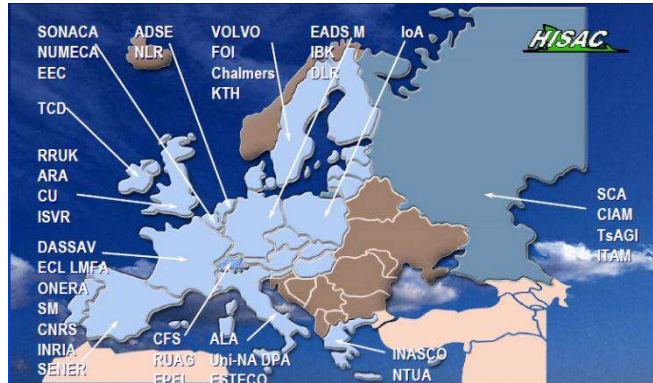 SONACA
NUMECA
EEC
ADSE
NLR
VOLVO
FOI
Chalmers
KTH
EADS M
IBK
DLR
IoA
HISAC
TCD
RRUK
ARA
CU
ISVR
SCA
CIAM
TsAGI
ITAM
DASSAV
ECL LMFA
ONERA
SM
CNRS
INRIA
SENER
CFS
RUAG
EPFL
ALA
Uni-NA DPA
ESTECO
INASCO
NTUA